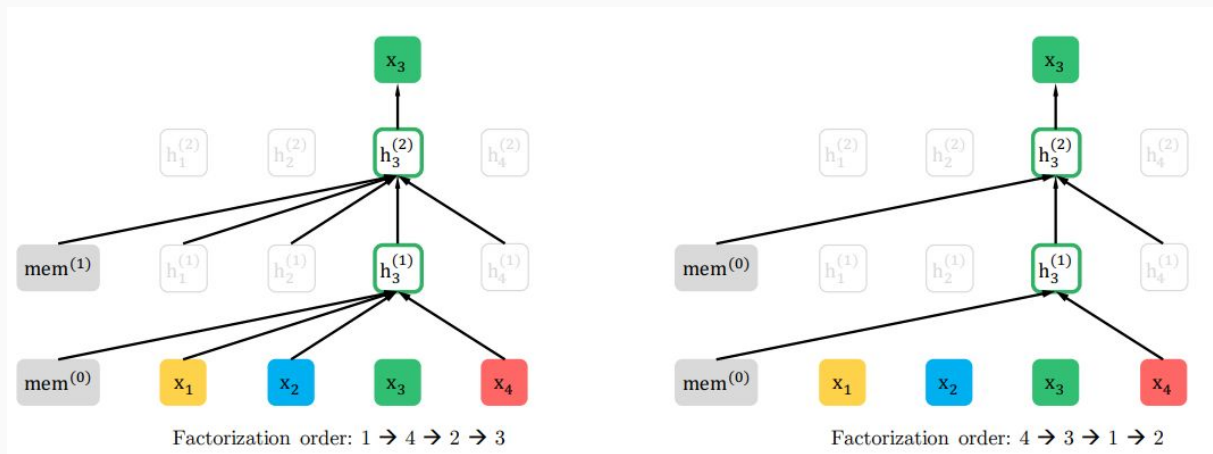 x₃ x₃
h₁⁽²⁾ h₂⁽²⁾ h₃⁽²⁾ h₄⁽²⁾ h₁⁽²⁾ h₂⁽²⁾ h₃⁽²⁾ h₄⁽²⁾
mem⁽¹⁾ h₁⁽¹⁾ h₂⁽¹⁾ h₃⁽¹⁾ h₄⁽¹⁾ mem⁽⁰⁾ h₁⁽¹⁾ h₂⁽¹⁾ h₃⁽¹⁾ h₄⁽¹⁾
mem⁽⁰⁾ x₁ x₂ x₃ x₄ mem⁽⁰⁾ x₁ x₂ x₃ x₄
Factorization order: 1 → 4 → 2 → 3 Factorization order: 4 → 3 → 1 → 2